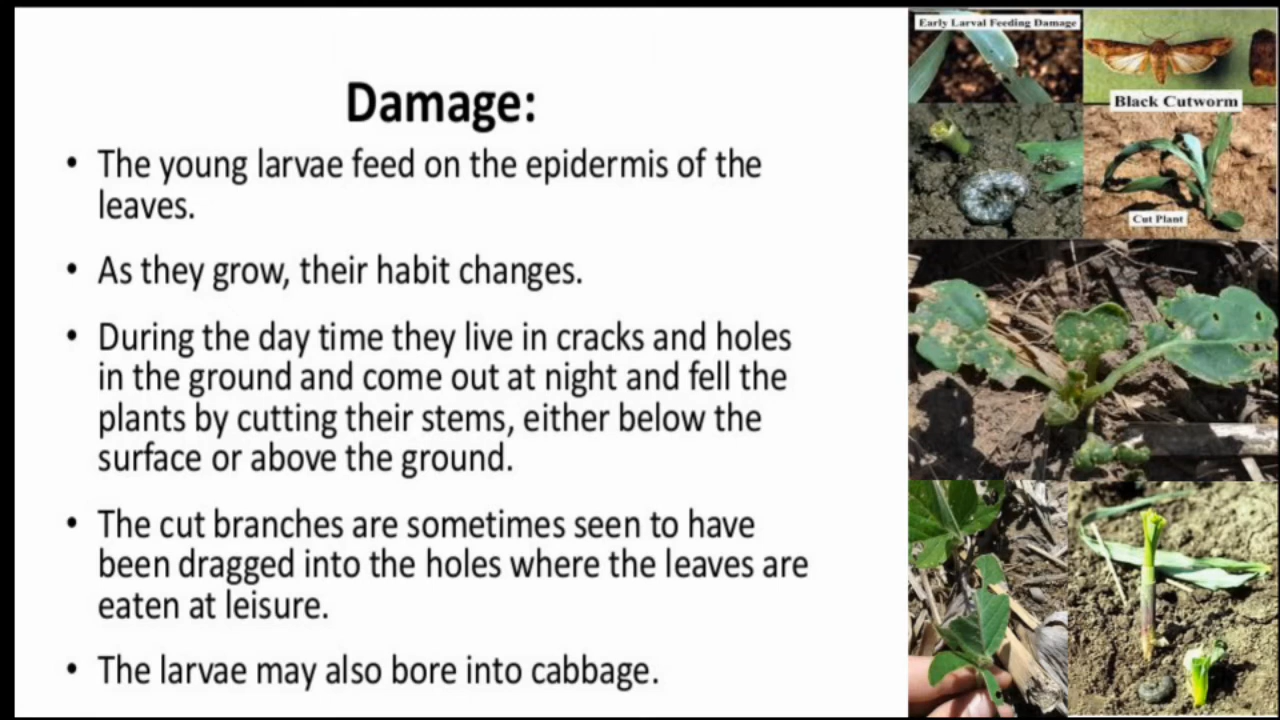 Damage:
• The young larvae feed on the epidermis of the
leaves.
• As they grow, their habit changes.
• During the day time they live in cracks and holes
in the ground and come out at night and fell the
plants by cutting their stems, either below the
surface or above the ground.
• The cut branches are sometimes seen to have
been dragged into the holes where the leaves are
eaten at leisure.
• The larvae may also bore into cabbage.
Early Larval Feeding Damage
Black Cutworm
Cut Plant